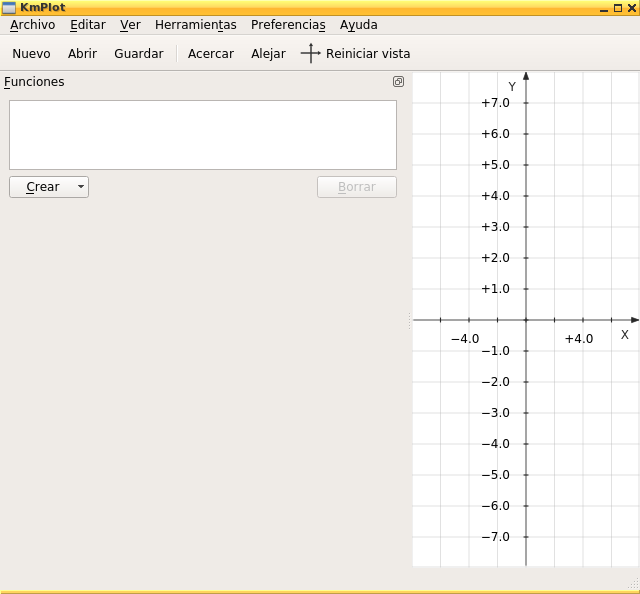 KmPlot
Archivo Editar Ver Herramientas Preferencias Ayuda
Nuevo Abrir Guardar Acercar Alejar Reiniciar vista
Funciones
Crear Borrar
Y
+7.0
+6.0
+5.0
+4.0
+3.0
+2.0
+1.0
−4.0 +4.0 X
−1.0
−2.0
−3.0
−4.0
−5.0
−6.0
−7.0